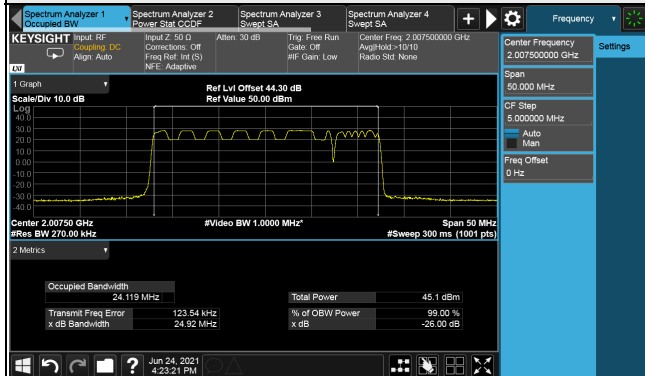 Spectrum Analyzer 1
Occupied BW
Spectrum Analyzer 2
Power Stat CCDF
Spectrum Analyzer 3
Swept SA
Spectrum Analyzer 4
Swept SA
Frequency
KEYSIGHT
Input: RF
Coupling: DC
Align: Auto
Input Z: 50 Ω
Corrections: Off
Freq Ref: Int (S)
NFE: Adaptive
Atten: 30 dB
Trig: Free Run
Gate: Off
#IF Gain: Low
Center Freq: 2.007500000 GHz
Avg|Hold:>10/10
Radio Std: None
LXI
Center Frequency
2.007500000 GHz
Settings
Span
50.000 MHz
CF Step
5.000000 MHz
Auto
Man
Freq Offset
0 Hz
1 Graph
Scale/Div 10.0 dB
Ref Lvl Offset 44.30 dB
Ref Value 50.00 dBm
Log
40.0
30.0
20.0
10.0
0.00
-10.0
-20.0
-30.0
-40.0
Center 2.00750 GHz
#Res BW 270.00 kHz
#Video BW 1.0000 MHz*
Span 50 MHz
#Sweep 300 ms (1001 pts)
2 Metrics
Occupied Bandwidth
24.119 MHz
Total Power 45.1 dBm
Transmit Freq Error 123.54 kHz
% of OBW Power 99.00 %
x dB Bandwidth 24.92 MHz
x dB -26.00 dB
?
Jun 24, 2021
4:23:21 PM